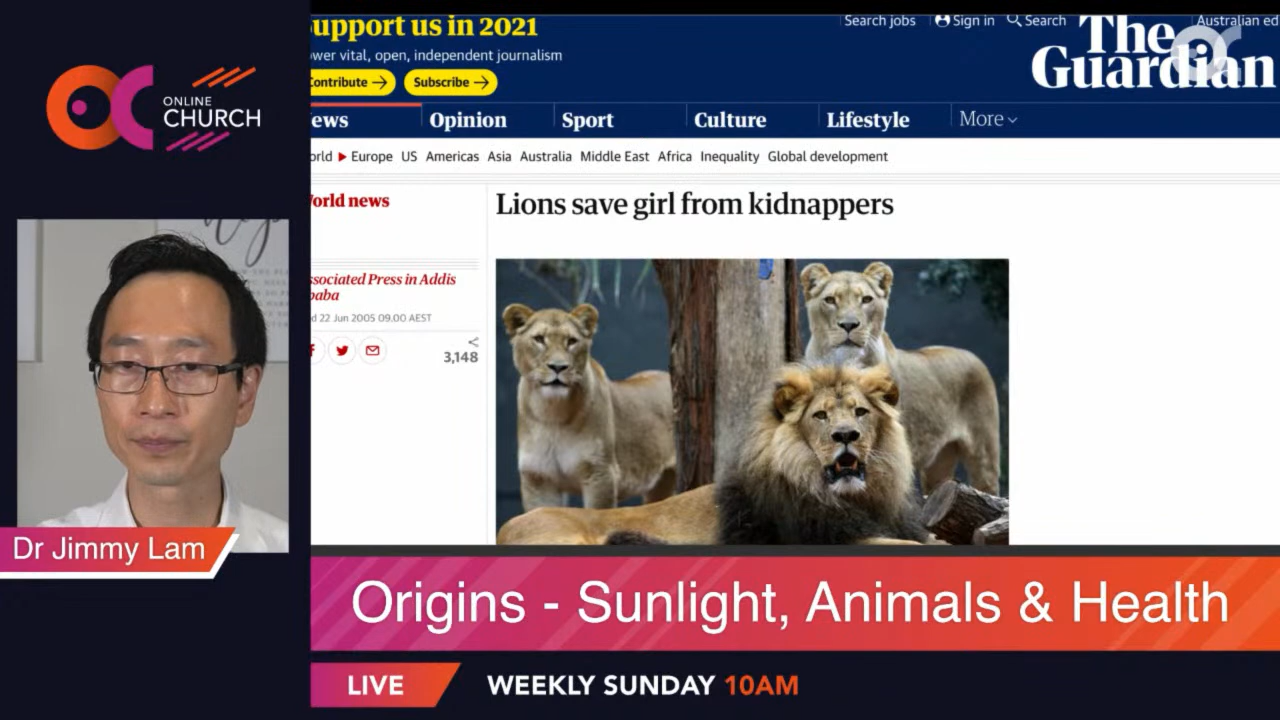 upport us in 2021
ower vital, open, independent journalism
ontribute → Subscribe →
Search jobs Sign in Search Australian ed
The
Guardian
OC
ONLINE
CHURCH
ews Opinion Sport Culture Lifestyle More
orld Europe US Americas Asia Australia Middle East Africa Inequality Global development
orld news
Lions save girl from kidnappers
ssociated Press in Addis
baba
d 22 Jun 2005 09.00 AEST
3,148
Dr Jimmy Lam
Origins - Sunlight, Animals & Health
LIVE WEEKLY SUNDAY 10AM